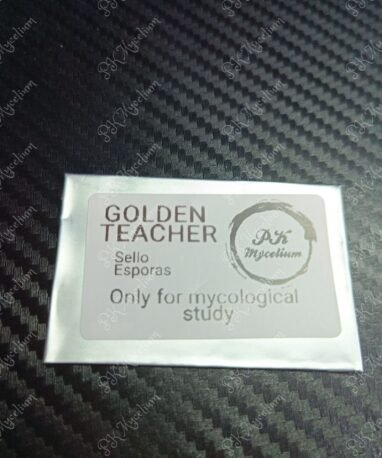 GOLDEN
TEACHER
Sello
Esporas
PK
Mycelium
Only for mycological
study